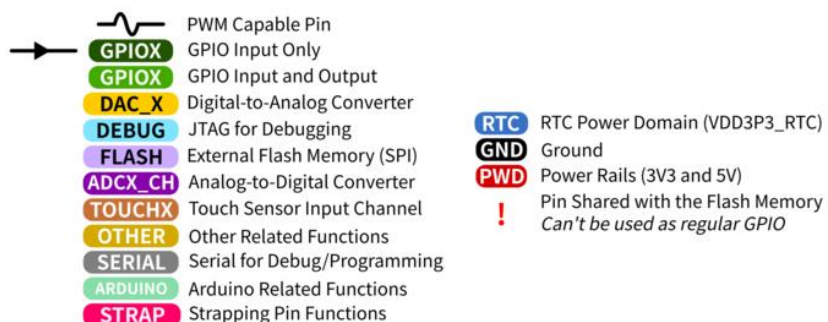 PWM Capable Pin
GPIOX GPIO Input Only
GPIOX GPIO Input and Output
DAC_X Digital-to-Analog Converter
DEBUG JTAG for Debugging
FLASH External Flash Memory (SPI)
ADCX_CH Analog-to-Digital Converter
TOUCHX Touch Sensor Input Channel
OTHER Other Related Functions
SERIAL Serial for Debug/Programming
ARDUINO Arduino Related Functions
STRAP Strapping Pin Functions
RTC RTC Power Domain (VDD3P3_RTC)
GND Ground
PWD Power Rails (3V3 and 5V)
! Pin Shared with the Flash Memory
Can't be used as regular GPIO